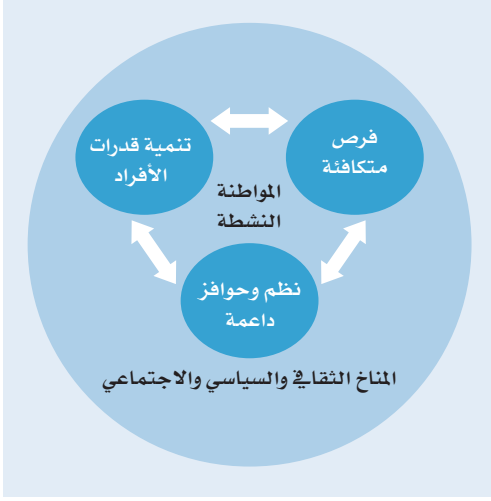 فرص
متكافئة
تنمية قدرات
الأفراد
المواطنة
النشطة
نظم وحوافز
داعمة
المناخ الثقافي والسياسي والاجتماعي